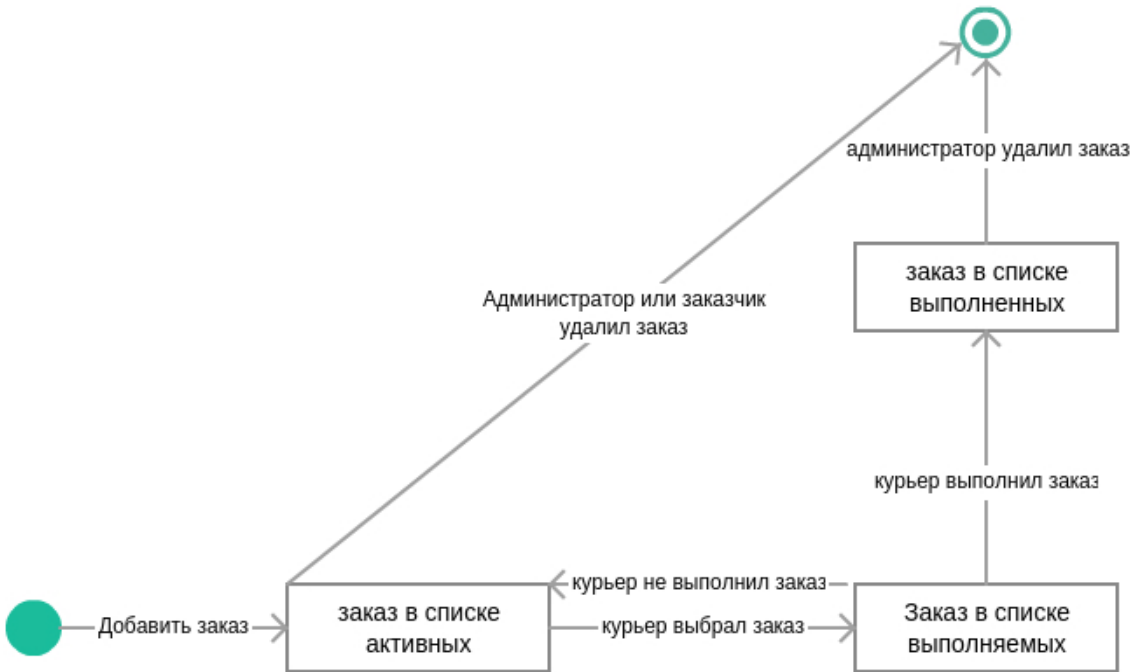 администратор удалил заказ
заказ в списке
выполненных
Администратор или заказчик
удалил заказ
курьер выполнил заказ
курьер не выполнил заказ
Добавить заказ
заказ в списке
активных
курьер выбрал заказ
Заказ в списке
выполняемых